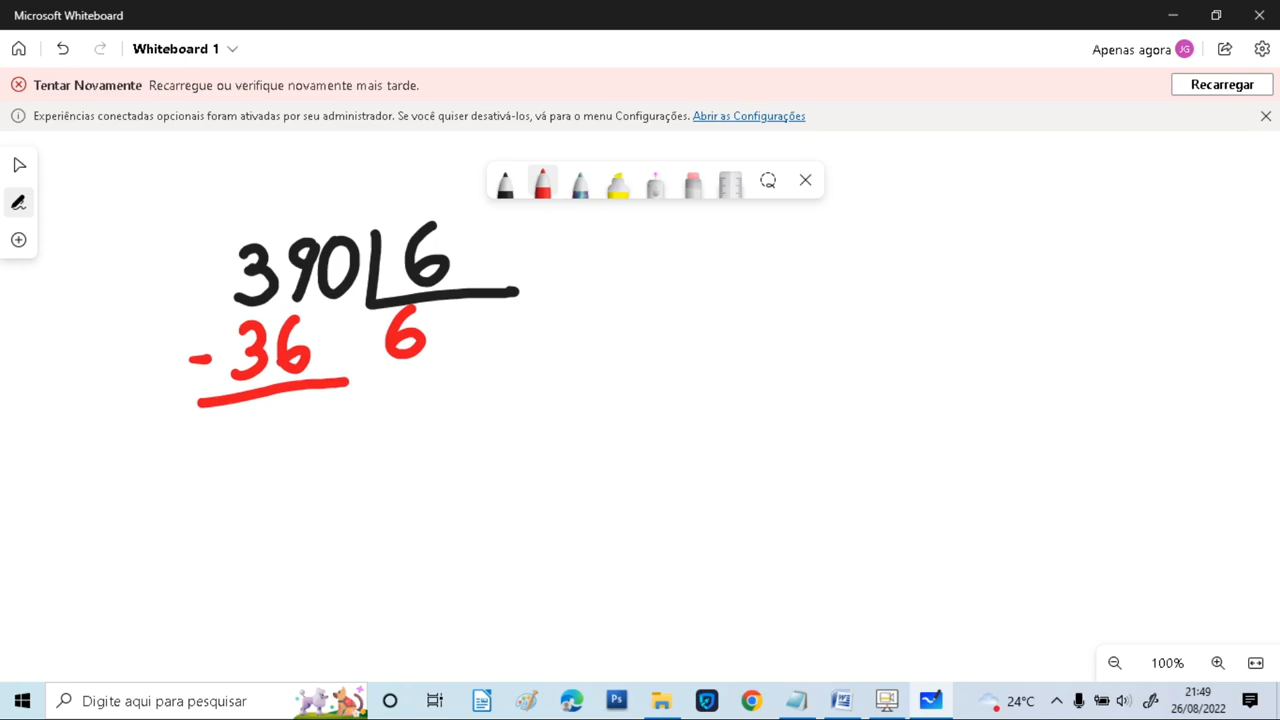 Microsoft Whiteboard
Whiteboard 1
Apenas agora JG
Tentar Novamente Recarregue ou verifique novamente mais tarde.
Recarregar
Experiências conectadas opcionais foram ativadas por seu administrador. Se você quiser desativá-los, vá para o menu Configurações. Abrir as Configurações
390 6
- 36 6
100%
Digite aqui para pesquisar
Ps
24°C
21:49
26/08/2022